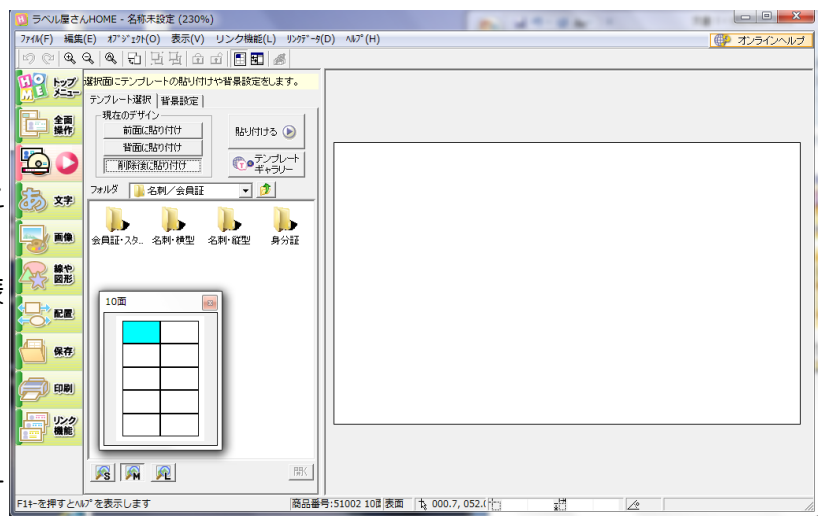 ラベル屋さんHOME - 名称未設定 (230%)
ファイル(F) 編集(E) オブジェクト(O) 表示(V) リンク機能(L) リンクデータ(D) ヘルプ(H)
オンラインヘルプ
HOME トップ/メニュー
選択面にテンプレートの貼り付けや背景設定をします。
テンプレート選択 背景設定
全面操作
現在のデザイン
前面に貼り付け
背面に貼り付け
削除後に貼り付け
貼り付ける
テンプレートギャラリー
あ 文字
フォルダ 名刺/会員証
会員証・スタ... 名刺・横型 名刺・縦型 身分証
画像
線や図形
配置
10面
保存
印刷
リンク機能
S M L 開く
F1キーを押すとヘルプを表示します 商品番号:51002 10面 表面 000.7, 052.(